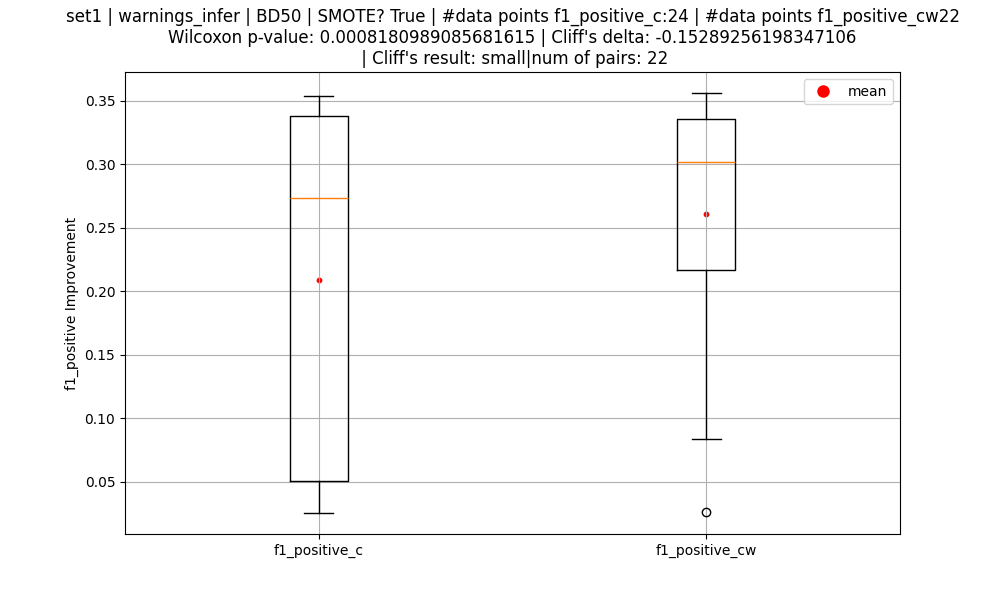 set1 | warnings_infer | BD50 | SMOTE? True | #data points f1_positive_c:24 | #data points f1_positive_cw22
Wilcoxon p-value: 0.0008180989085681615 | Cliff's delta: -0.15289256198347106
| Cliff's result: small|num of pairs: 22
mean
f1_positive Improvement
0.35
0.30
0.25
0.20
0.15
0.10
0.05
f1_positive_c
f1_positive_cw